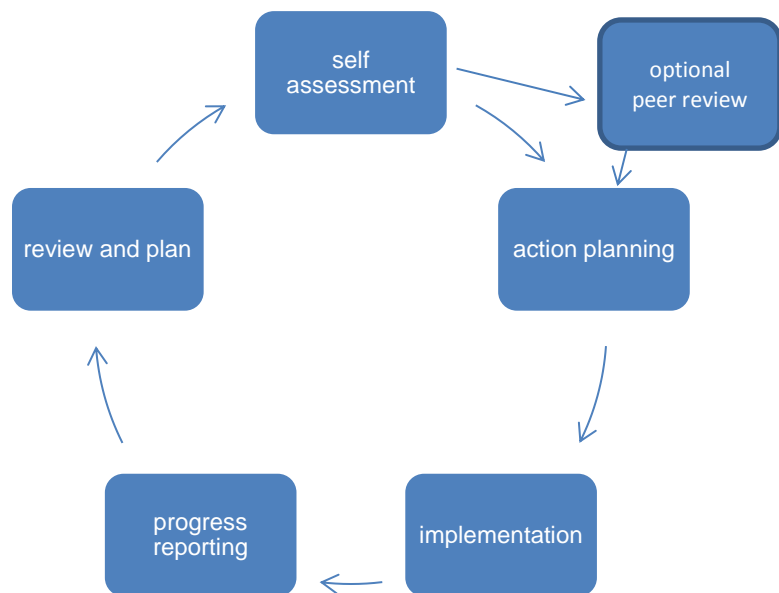 self
assessment
optional
peer review
action planning
implementation
progress
reporting
review and plan